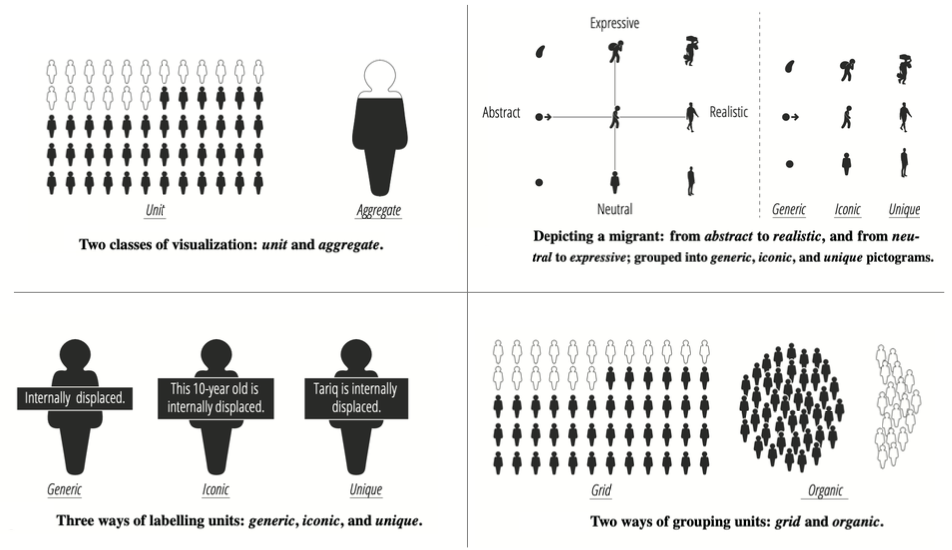 Unit
Aggregate
Two classes of visualization: unit and aggregate.
Expressive
Abstract
Realistic
Neutral
Generic
Iconic
Unique
Depicting a migrant: from abstract to realistic, and from neu-
tral to expressive; grouped into generic, iconic, and unique pictograms.
Internally displaced.
This 10-year old is
internally displaced.
Tariq is internally
displaced.
Generic
Iconic
Unique
Three ways of labelling units: generic, iconic, and unique.
Grid
Organic
Two ways of grouping units: grid and organic.